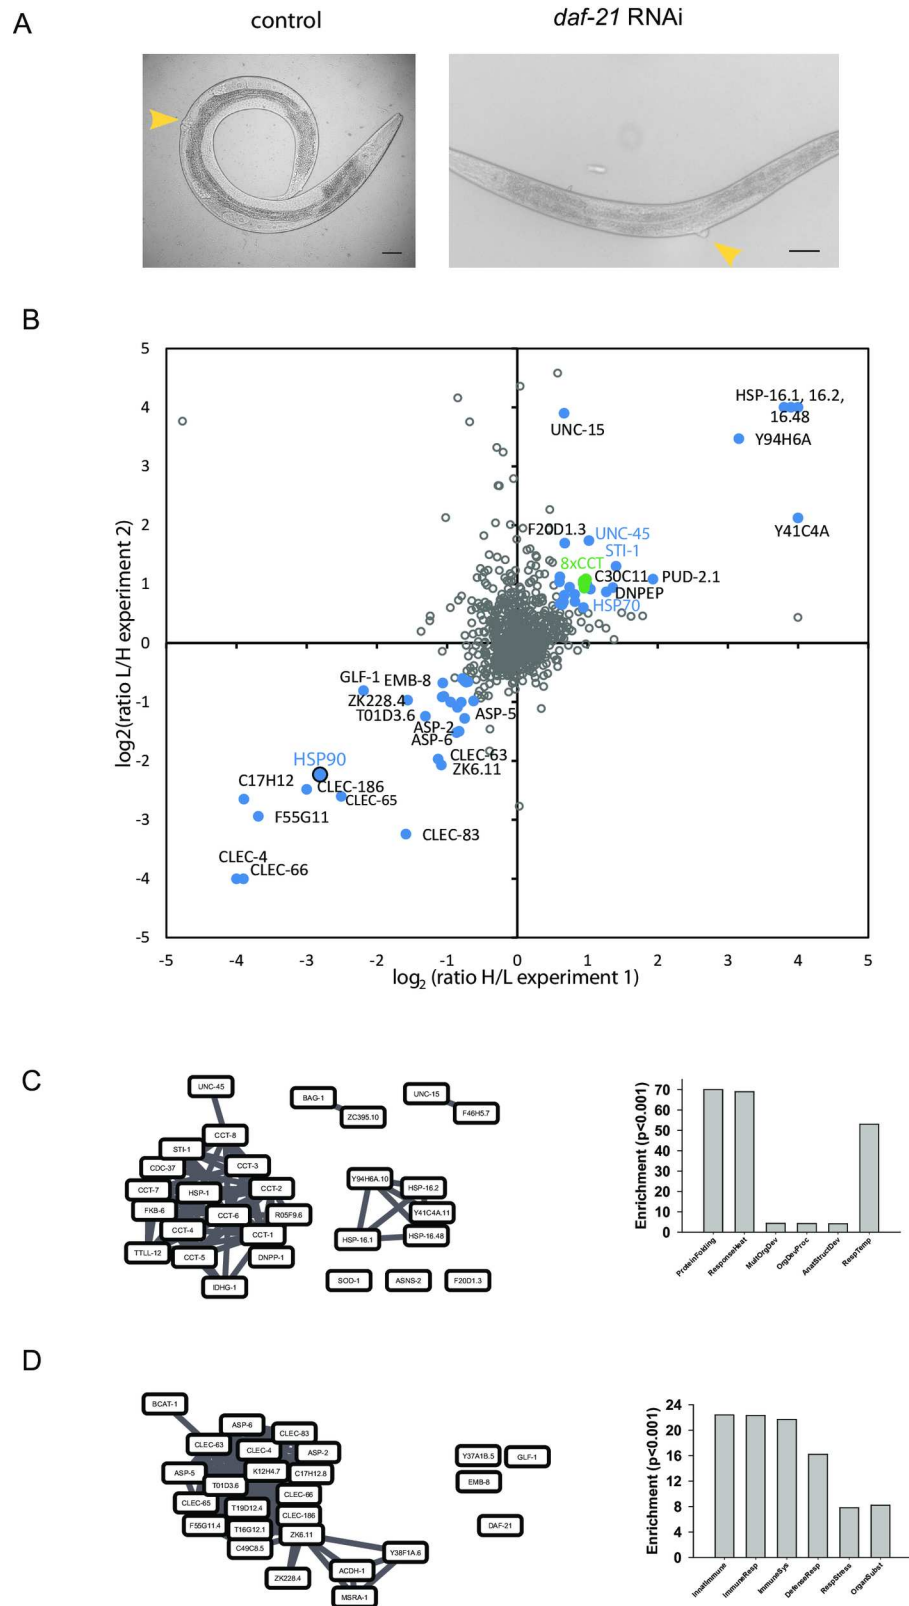 A
control
daf-21 RNAi
B
5
4
3
2
1
0
-1
-2
-3
-4
-5
log2(ratio L/H experiment 2)
HSP-16.1, 16.2,
16.48
UNC-15
Y94H6A
F20D1.3
UNC-45
Y41C4A
STI-1
8xCCT
C30C11
PUD-2.1
DNPEP
HSP70
GLF-1
EMB-8
ZK228.4
T01D3.6
ASP-5
ASP-2
ASP-6
CLEC-63
ZK6.11
HSP90
C17H12
CLEC-186
CLEC-65
F55G11
CLEC-83
CLEC-4
CLEC-66
-5 -4 -3 -2 -1 0 1 2 3 4 5
log2 (ratio H/L experiment 1)
C
UNC-45
CCT-8
STI-1
CCT-3
CDC-37
CCT-7
HSP-1
CCT-2
FKB-6
CCT-6
R05F9.6
CCT-4
CCT-1
TTLL-12
CCT-5
DNPP-1
IDHG-1
BAG-1
ZC395.10
UNC-15
F46H5.7
Y94H6A.10
HSP-16.2
Y41C4A.11
HSP-16.1
HSP-16.48
SOD-1
ASNS-2
F20D1.3
Enrichment (p<0.001)
70
60
50
40
30
20
10
0
ProteinFolding
ResponseHeat
MultOrgDev
OrgDevProc
AnatStructDev
RespTemp
D
BCAT-1
ASP-6
CLEC-83
CLEC-63
CLEC-4
ASP-2
ASP-5
K12H4.7
C17H12.8
T01D3.6
CLEC-65
CLEC-66
T19D12.4
CLEC-186
F55G11.4
T16G12.1
ZK6.11
C49C8.5
Y38F1A.6
ACDH-1
ZK228.4
MSRA-1
Y37A1B.5
GLF-1
EMB-8
DAF-21
Enrichment (p<0.001)
24
20
16
12
8
4
0
InnatImmune
ImmuneResp
ImmuneSys
DefenseResp
RespStress
OrganSubst